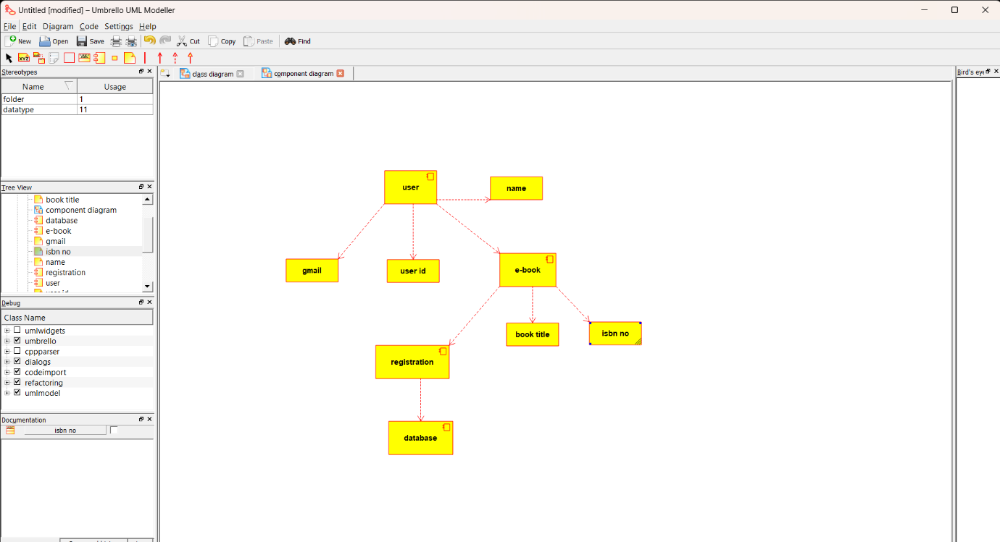 Untitled [modified] – Umbrello UML Modeller
File Edit Diagram Code Settings Help
New Open Save Cut Copy Paste Find
Stereotypes
class diagram component diagram
Bird's eye
Name Usage
folder 1
datatype 11
Tree View
book title
component diagram
database
e-book
gmail
isbn no
name
registration
user
user id
Debug
Class Name
umlwidgets
umbrello
cppparser
dialogs
codeimport
refactoring
umlmodel
Documentation
isbn no
user
name
gmail
user id
e-book
book title
isbn no
registration
database